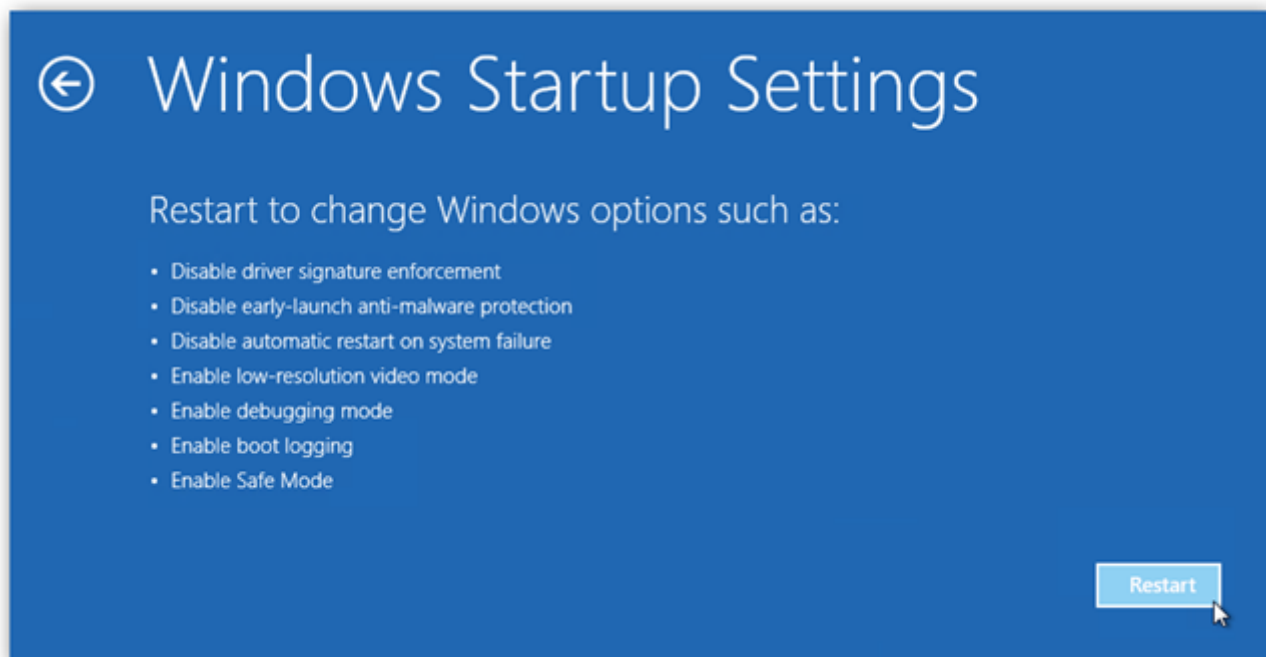 Windows Startup Settings
Restart to change Windows options such as:
• Disable driver signature enforcement
• Disable early-launch anti-malware protection
• Disable automatic restart on system failure
• Enable low-resolution video mode
• Enable debugging mode
• Enable boot logging
• Enable Safe Mode
Restart